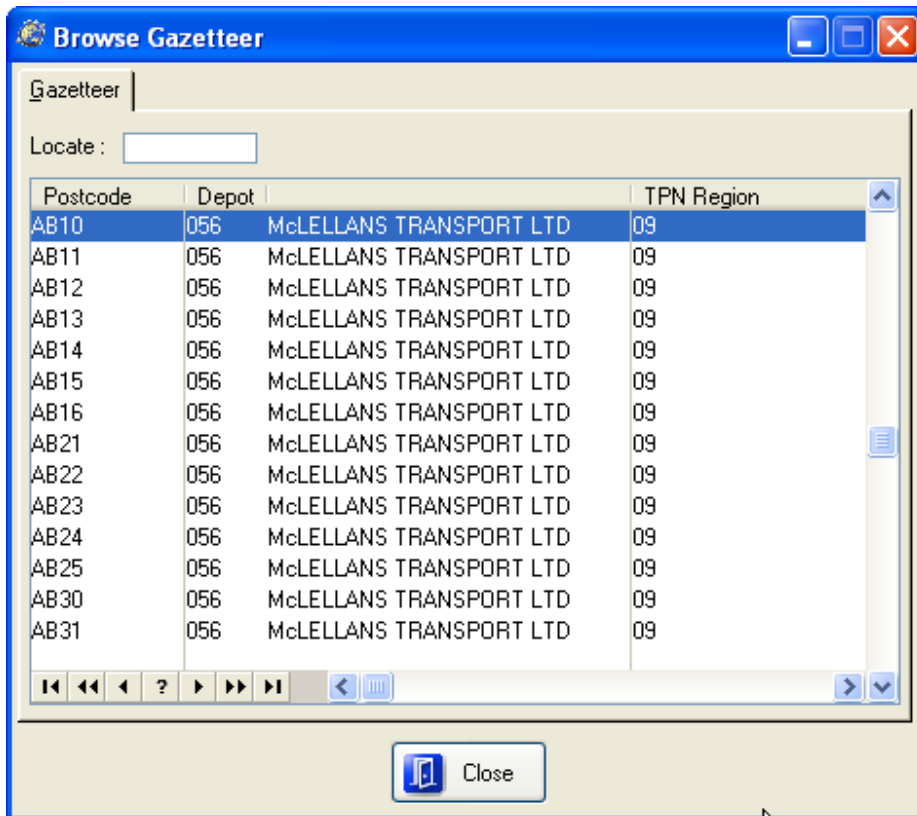 Browse Gazetteer
Gazetteer
Locate :
Postcode Depot TPN Region
AB10 056 McLELLANS TRANSPORT LTD 09
AB11 056 McLELLANS TRANSPORT LTD 09
AB12 056 McLELLANS TRANSPORT LTD 09
AB13 056 McLELLANS TRANSPORT LTD 09
AB14 056 McLELLANS TRANSPORT LTD 09
AB15 056 McLELLANS TRANSPORT LTD 09
AB16 056 McLELLANS TRANSPORT LTD 09
AB21 056 McLELLANS TRANSPORT LTD 09
AB22 056 McLELLANS TRANSPORT LTD 09
AB23 056 McLELLANS TRANSPORT LTD 09
AB24 056 McLELLANS TRANSPORT LTD 09
AB25 056 McLELLANS TRANSPORT LTD 09
AB30 056 McLELLANS TRANSPORT LTD 09
AB31 056 McLELLANS TRANSPORT LTD 09
?
Close